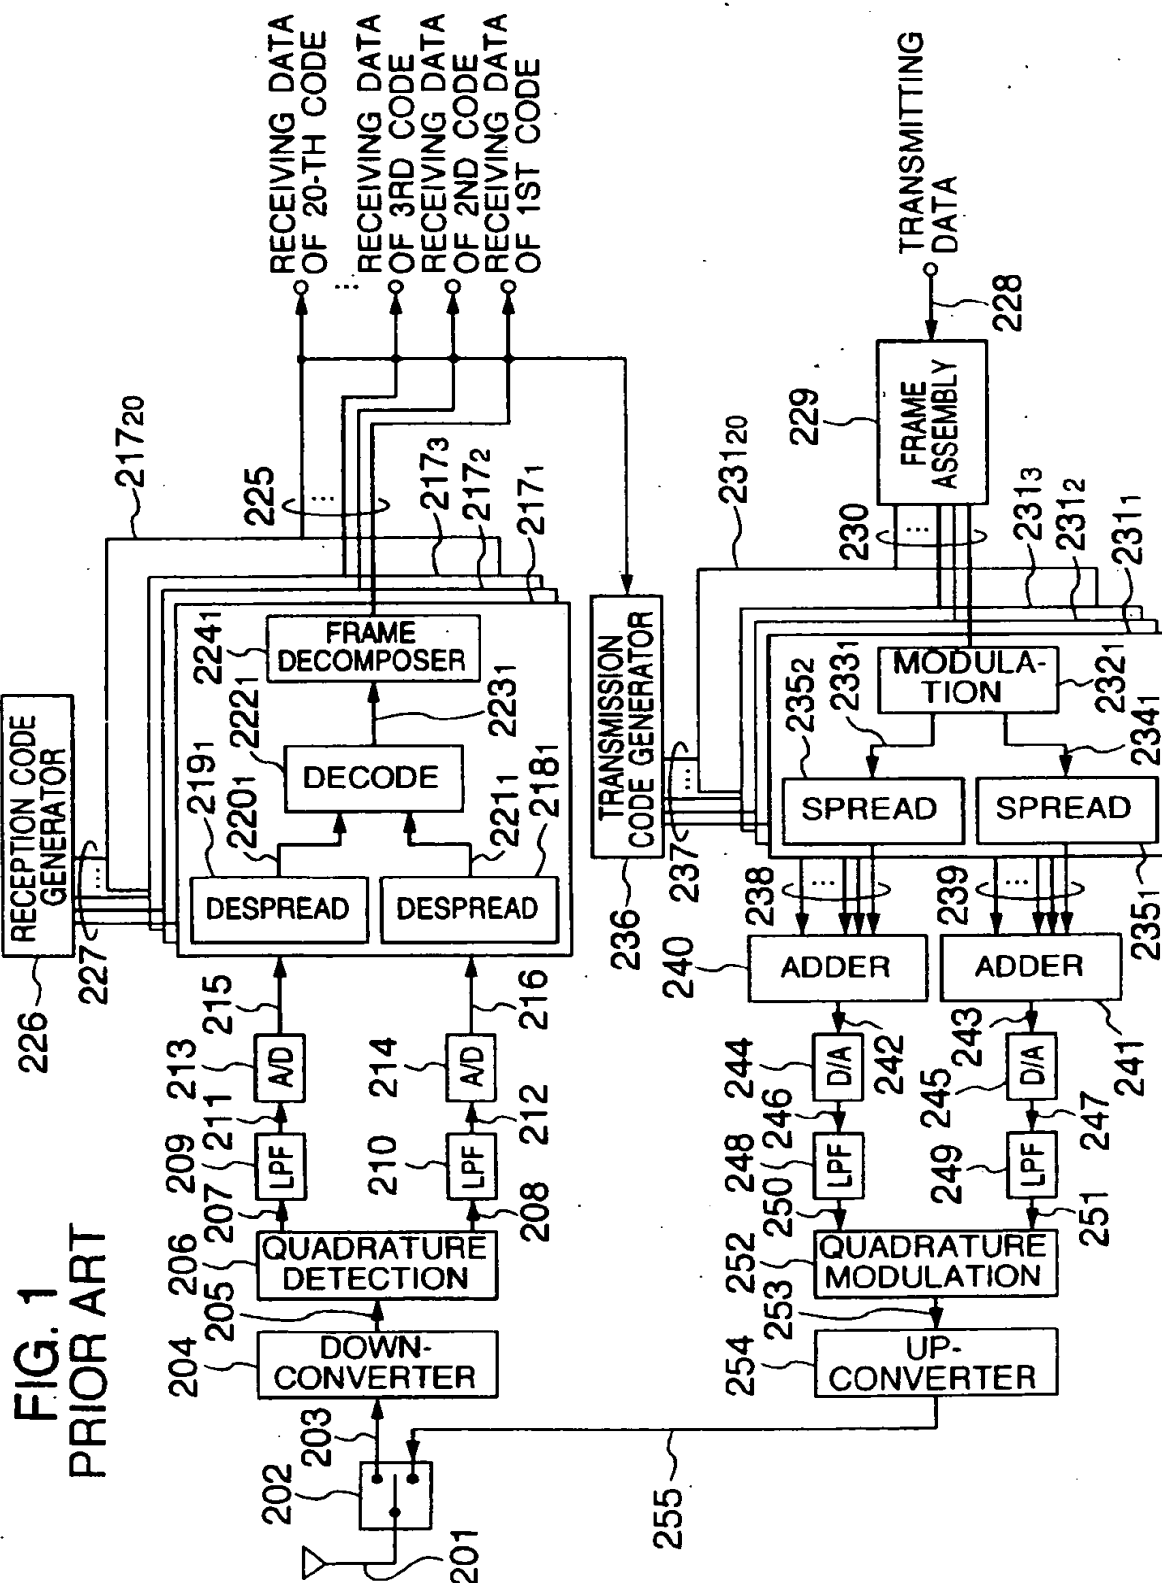 FIG. 1
PRIOR ART
226
RECEPTION CODE
GENERATOR
227
...
217₂₀
217₃
217₂
217₁
225
...
RECEIVING DATA
OF 20-TH CODE
...
RECEIVING DATA
OF 3RD CODE
RECEIVING DATA
OF 2ND CODE
RECEIVING DATA
OF 1ST CODE
201
202
203
204
DOWN-
CONVERTER
205
206
QUADRATURE
DETECTION
207
208
209
LPF
210
LPF
211
212
213
A/D
214
A/D
215
216
219₁
DESPREAD
220₁
DESPREAD
218₁
221₁
222₁
DECODE
223₁
224₁
FRAME
DECOMPOSER
236
TRANSMISSION
CODE GENERATOR
237
...
231₂₀
231₃
231₂
231₁
230
...
229
FRAME
ASSEMBLY
228
TRANSMITTING
DATA
MODULA-
TION
232₁
233₁
234₁
235₂
SPREAD
SPREAD
235₁
238
...
239
...
240
ADDER
ADDER
241
242
243
244
D/A
245
D/A
246
247
248
LPF
249
LPF
250
251
252
QUADRATURE
MODULATION
253
254
UP-
CONVERTER
255